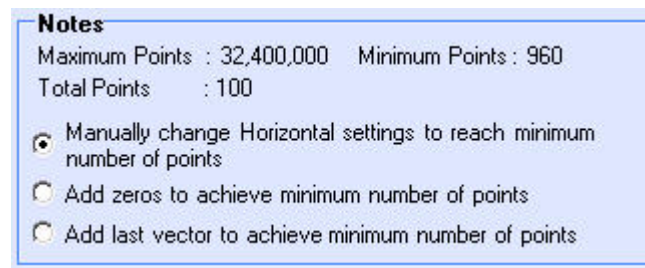 Notes
Maximum Points : 32,400,000 Minimum Points : 960
Total Points : 100
Manually change Horizontal settings to reach minimum
number of points
Add zeros to achieve minimum number of points
Add last vector to achieve minimum number of points